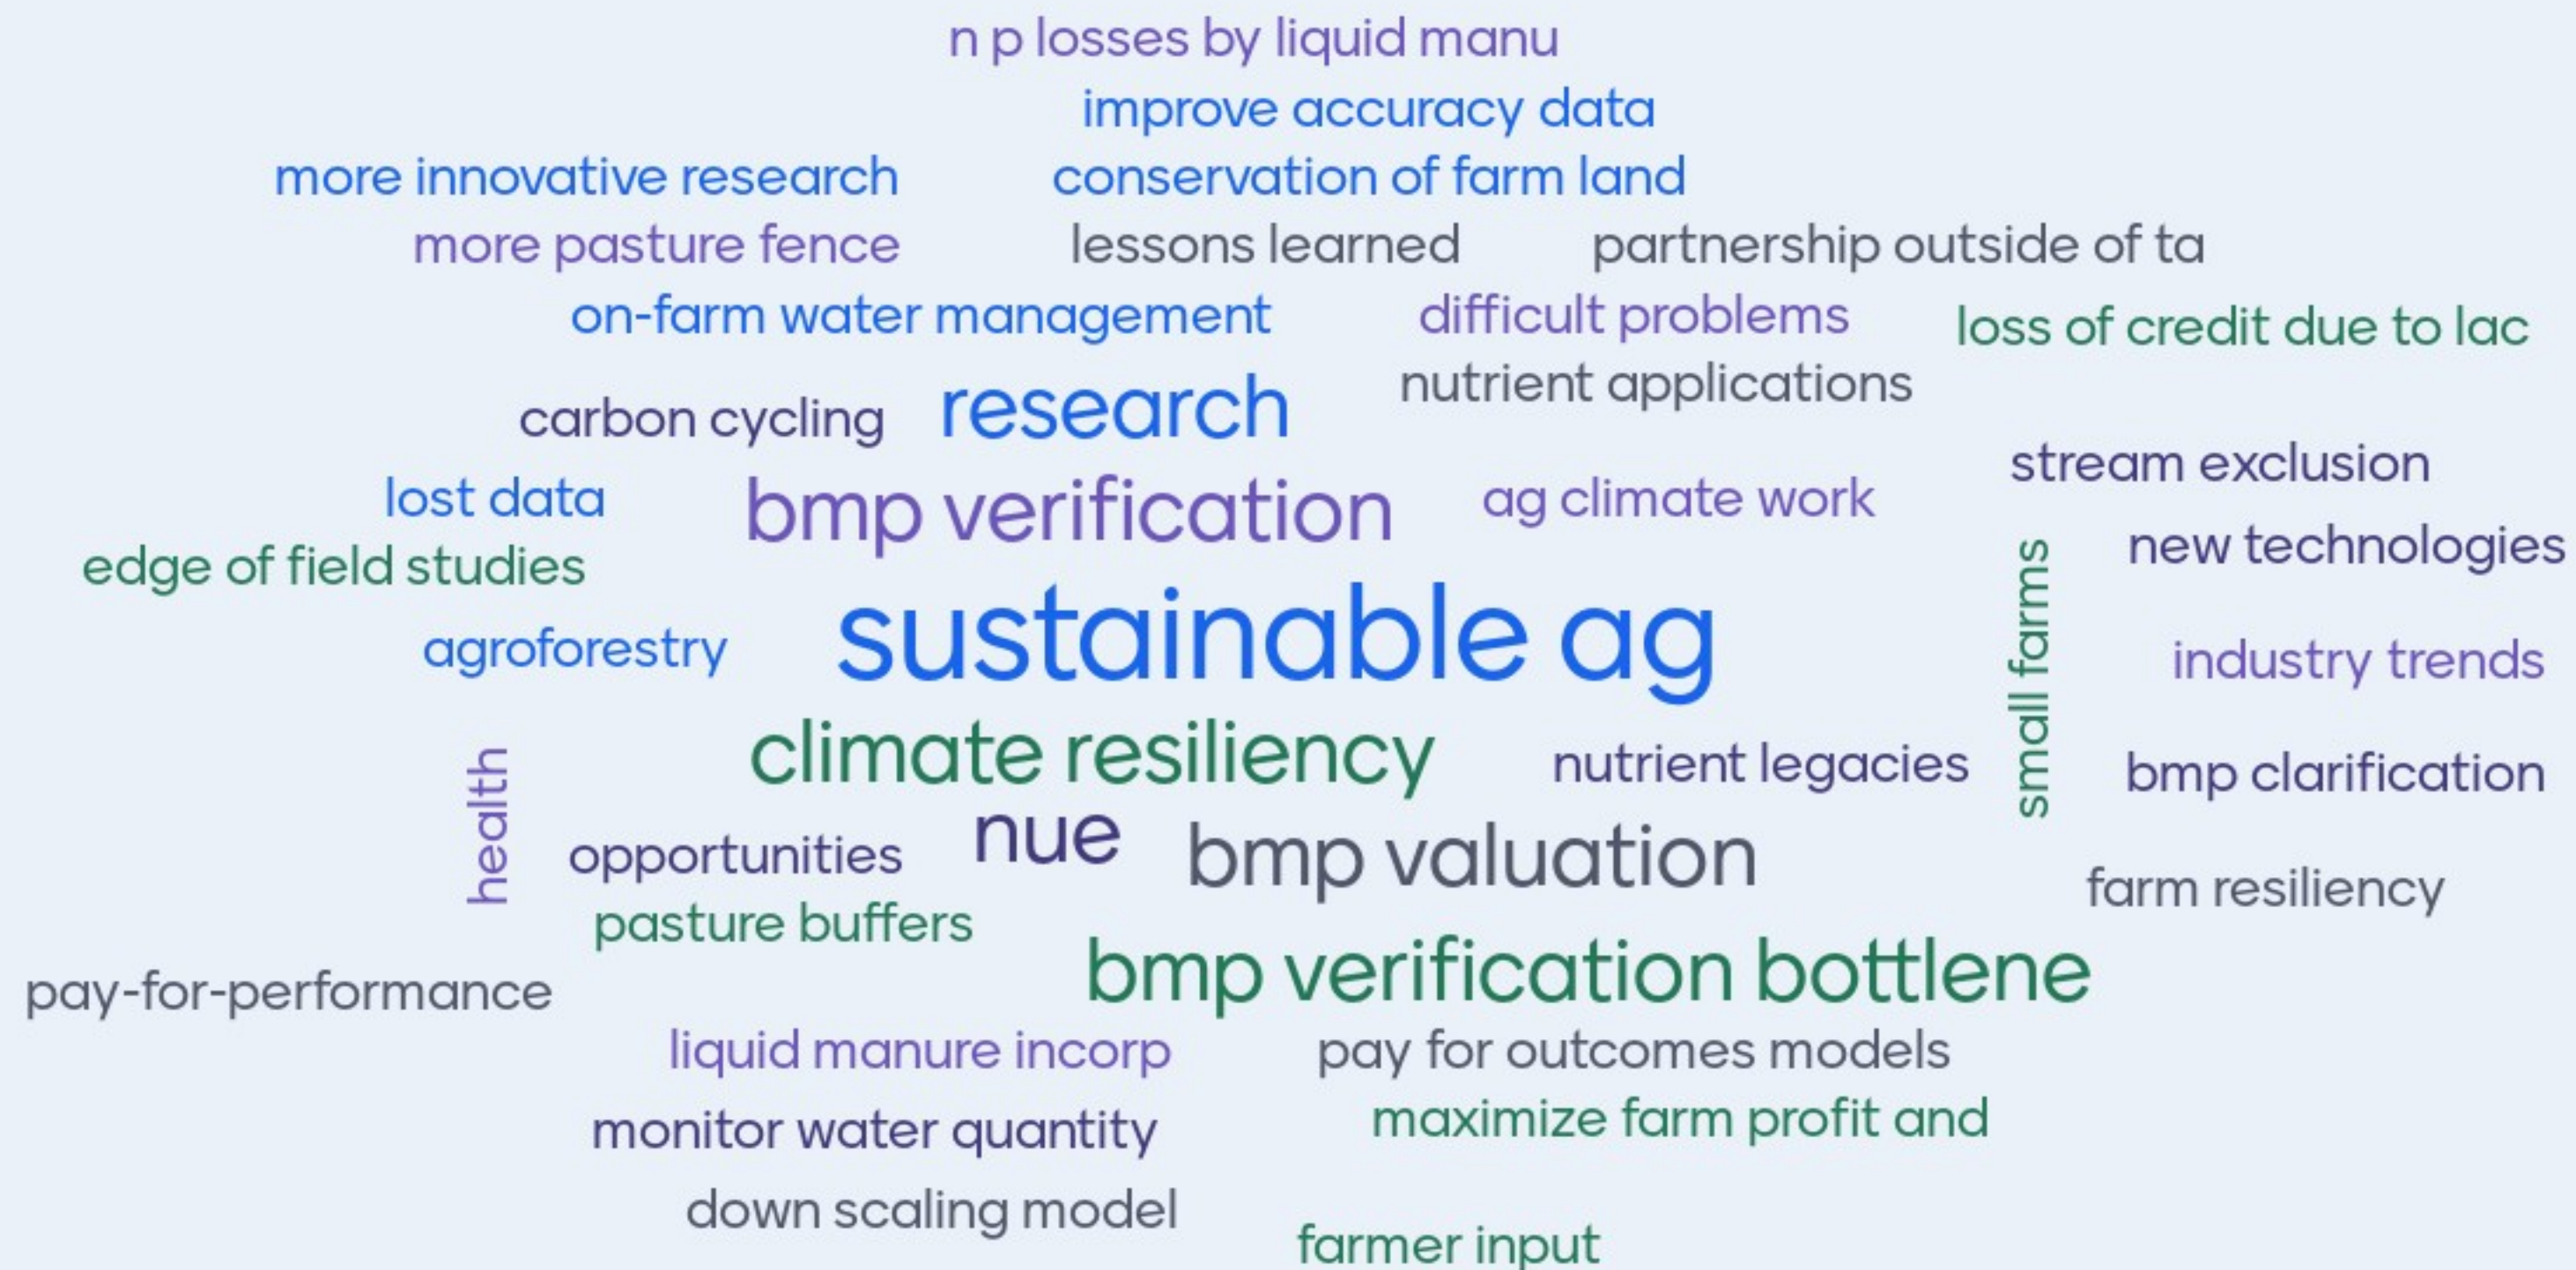 n p losses by liquid manu
improve accuracy data
more innovative research
conservation of farm land
more pasture fence
lessons learned
partnership outside of ta
on-farm water management
difficult problems
loss of credit due to lac
nutrient applications
carbon cycling
research
stream exclusion
lost data
bmp verification
ag climate work
new technologies
edge of field studies
small farms
agroforestry
sustainable ag
industry trends
climate resiliency
nutrient legacies
bmp clarification
health
opportunities
nue
bmp valuation
farm resiliency
pasture buffers
bmp verification bottlene
pay-for-performance
liquid manure incorp
pay for outcomes models
monitor water quantity
maximize farm profit and
down scaling model
farmer input